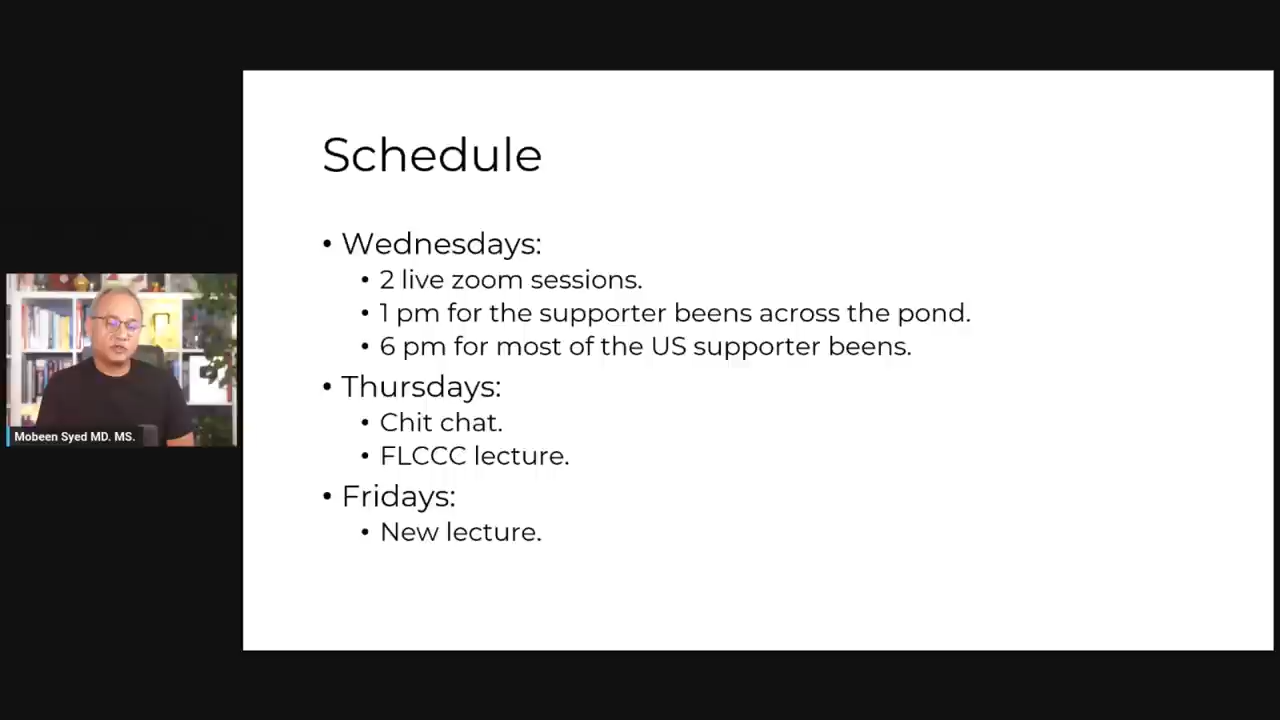 Schedule
• Wednesdays:
• 2 live zoom sessions.
• 1 pm for the supporter beens across the pond.
• 6 pm for most of the US supporter beens.
• Thursdays:
• Chit chat.
• FLCCC lecture.
• Fridays:
• New lecture.
Mobeen Syed MD. MS.